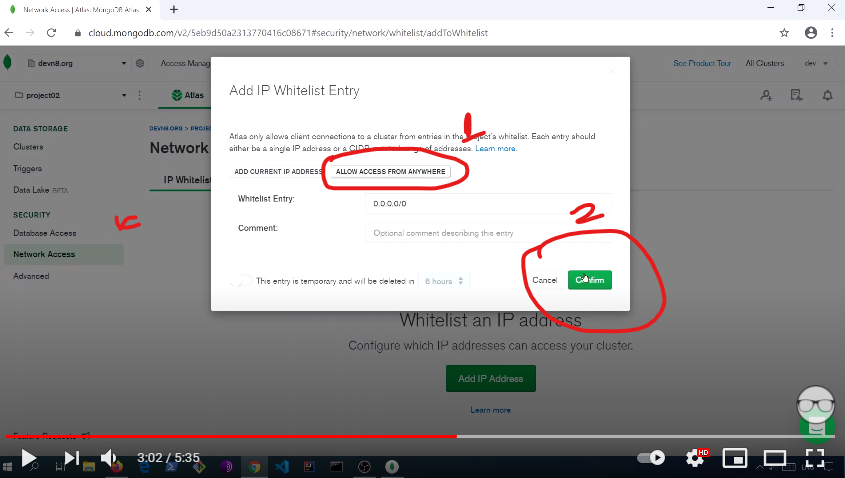 Network Access | Atlas: MongoDB Atlas
cloud.mongodb.com/v2/5eb9d50a2313770416c08671#security/network/whitelist/addToWhitelist
devn8.org
Access Manag
See Product Tour
All Clusters
dev
project02
Atlas
DATA STORAGE
Clusters
Triggers
Data Lake BETA
SECURITY
Database Access
Network Access
Advanced
Feature Requests
DEVN8.ORG > PROJEC
Network
IP Whitelist
Add IP Whitelist Entry
1
Atlas only allows client connections to a cluster from entries in the project's whitelist. Each entry should
either be a single IP address or a CIDR of addresses. Learn more.
ADD CURRENT IP ADDRESS
ALLOW ACCESS FROM ANYWHERE
Whitelist Entry:
0.0.0.0/0
2
Comment:
Optional comment describing this entry
This entry is temporary and will be deleted in
6 hours
Cancel
Confirm
Whitelist an IP address
Configure which IP addresses can access your cluster.
Add IP Address
Learn more
3:02 / 5:35
HD